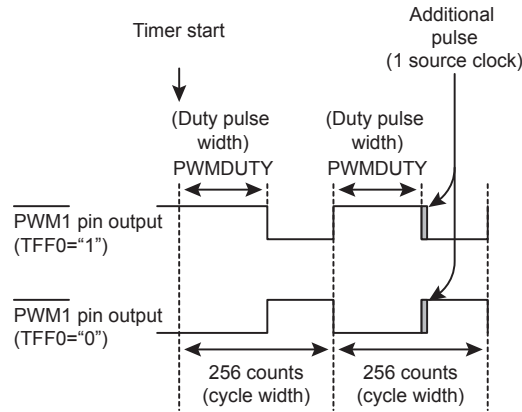 Additional
pulse
(1 source clock)
Timer start
(Duty pulse
width)
PWMDUTY
(Duty pulse
width)
PWMDUTY
PWM1 pin output
(TFF0=“1”)
PWM1 pin output
(TFF0=“0”)
256 counts
(cycle width)
256 counts
(cycle width)